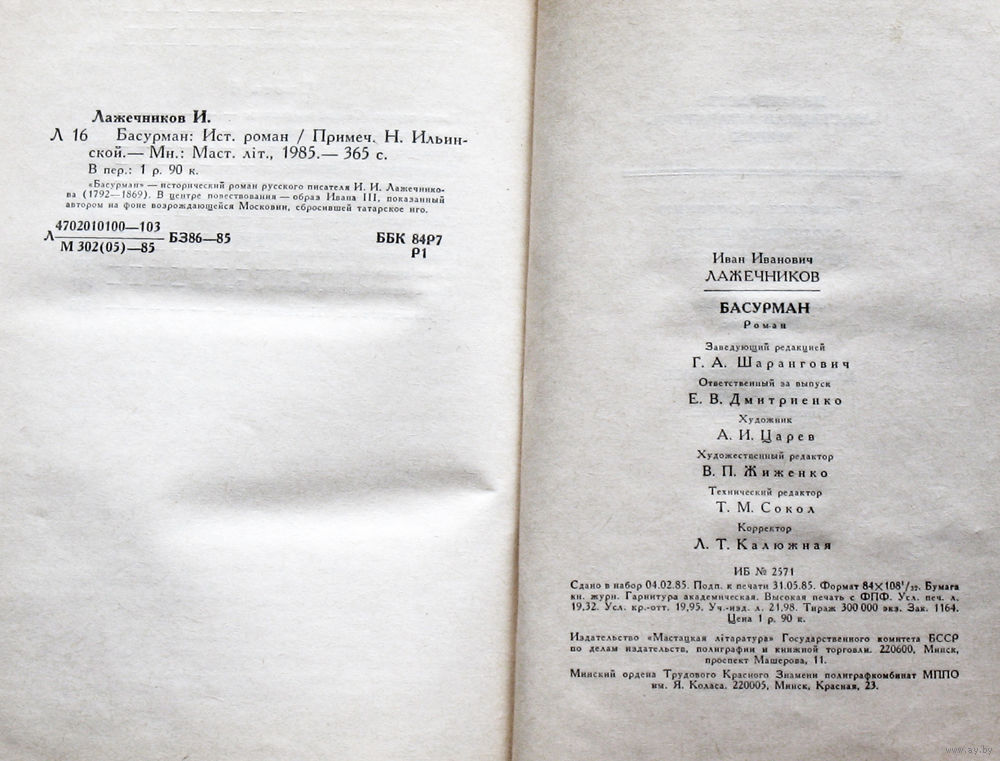 Лажечников И.
Л 16 Басурман: Ист. роман / Примеч. Н. Ильин-
ской.— Мн.: Маст. літ., 1985.— 365 с.
В пер.: 1 р. 90 к.
«Басурман» — исторический роман русского писателя И. И. Лажечнико-
ва (1792—1869). В центре повествования — образ Ивана III, показанный
автором на фоне возрождающейся Московии, сбросившей татарское иго.
4702010100—103
Л БЗ86—85 ББК 84Р7
М 302(05)—85 Р1
Иван Иванович
ЛАЖЕЧНИКОВ
БАСУРМАН
Роман
Заведующий редакцией
Г. А. Шарангович
Ответственный за выпуск
Е. В. Дмитриенко
Художник
А. И. Царев
Художественный редактор
В. П. Жиженко
Технический редактор
Т. М. Сокол
Корректор
Л. Т. Калюжная
ИБ № 2571
Сдано в набор 04.02.85. Подп. к печати 31.05.85. Формат 84×108¹/₃₂. Бумага
кн. журн. Гарнитура академическая. Высокая печать с ФПФ. Усл. печ. л.
19,32. Усл. кр.-отт. 19,95. Уч.-изд. л. 21,98. Тираж 300 000 экз. Зак. 1164.
Цена 1 р. 90 к.
Издательство «Мастацкая літаратура» Государственного комитета БССР
по делам издательств, полиграфии и книжной торговли. 220600, Минск,
проспект Машерова, 11.
Минский ордена Трудового Красного Знамени полиграфкомбинат МППО
им. Я. Коласа. 220005, Минск, Красная, 23.
www.ay.by